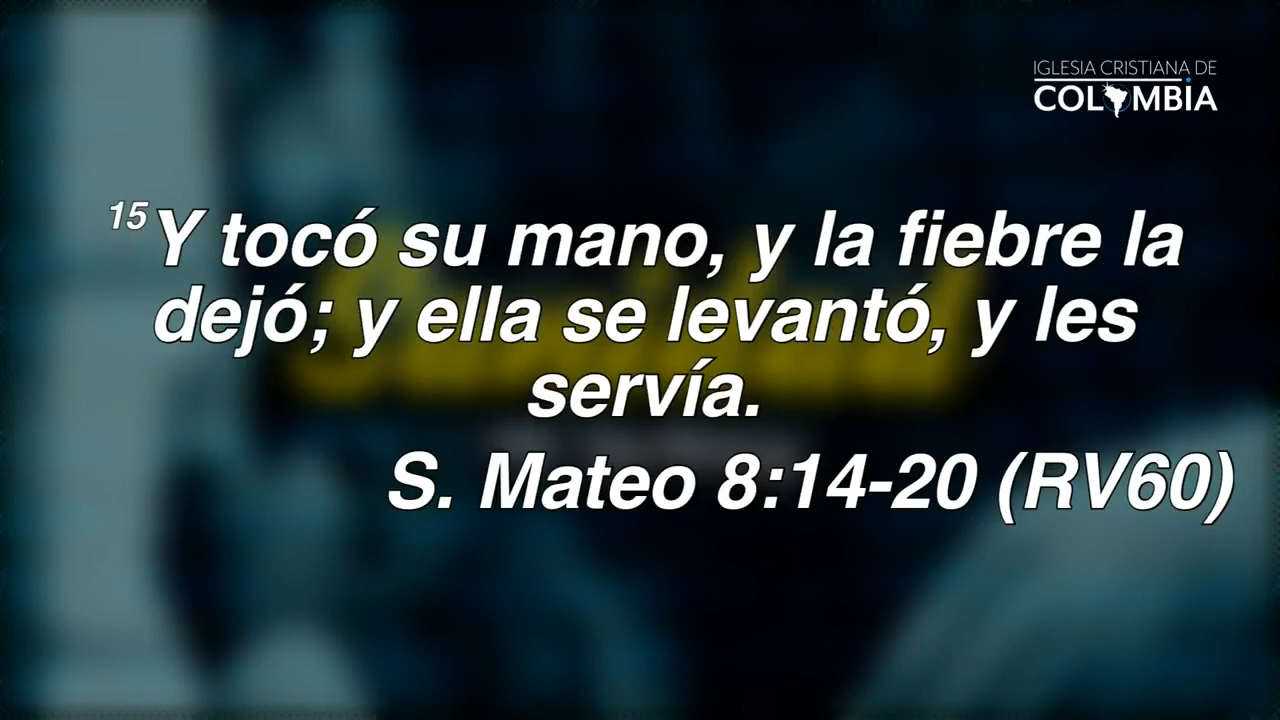 IGLESIA CRISTIANA DE
COLOMBIA
15 Y tocó su mano, y la fiebre la
dejó; y ella se levantó, y les
servía.
S. Mateo 8:14-20 (RV60)